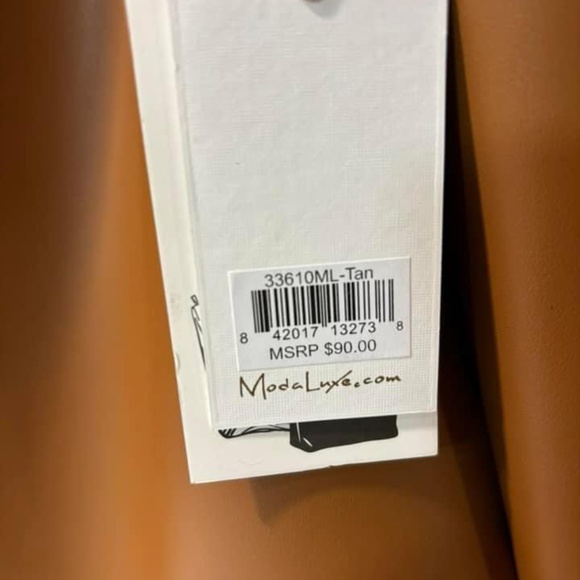 33610ML-Tan
8 42017 13273 8
MSRP $90.00
ModaLuxe.com